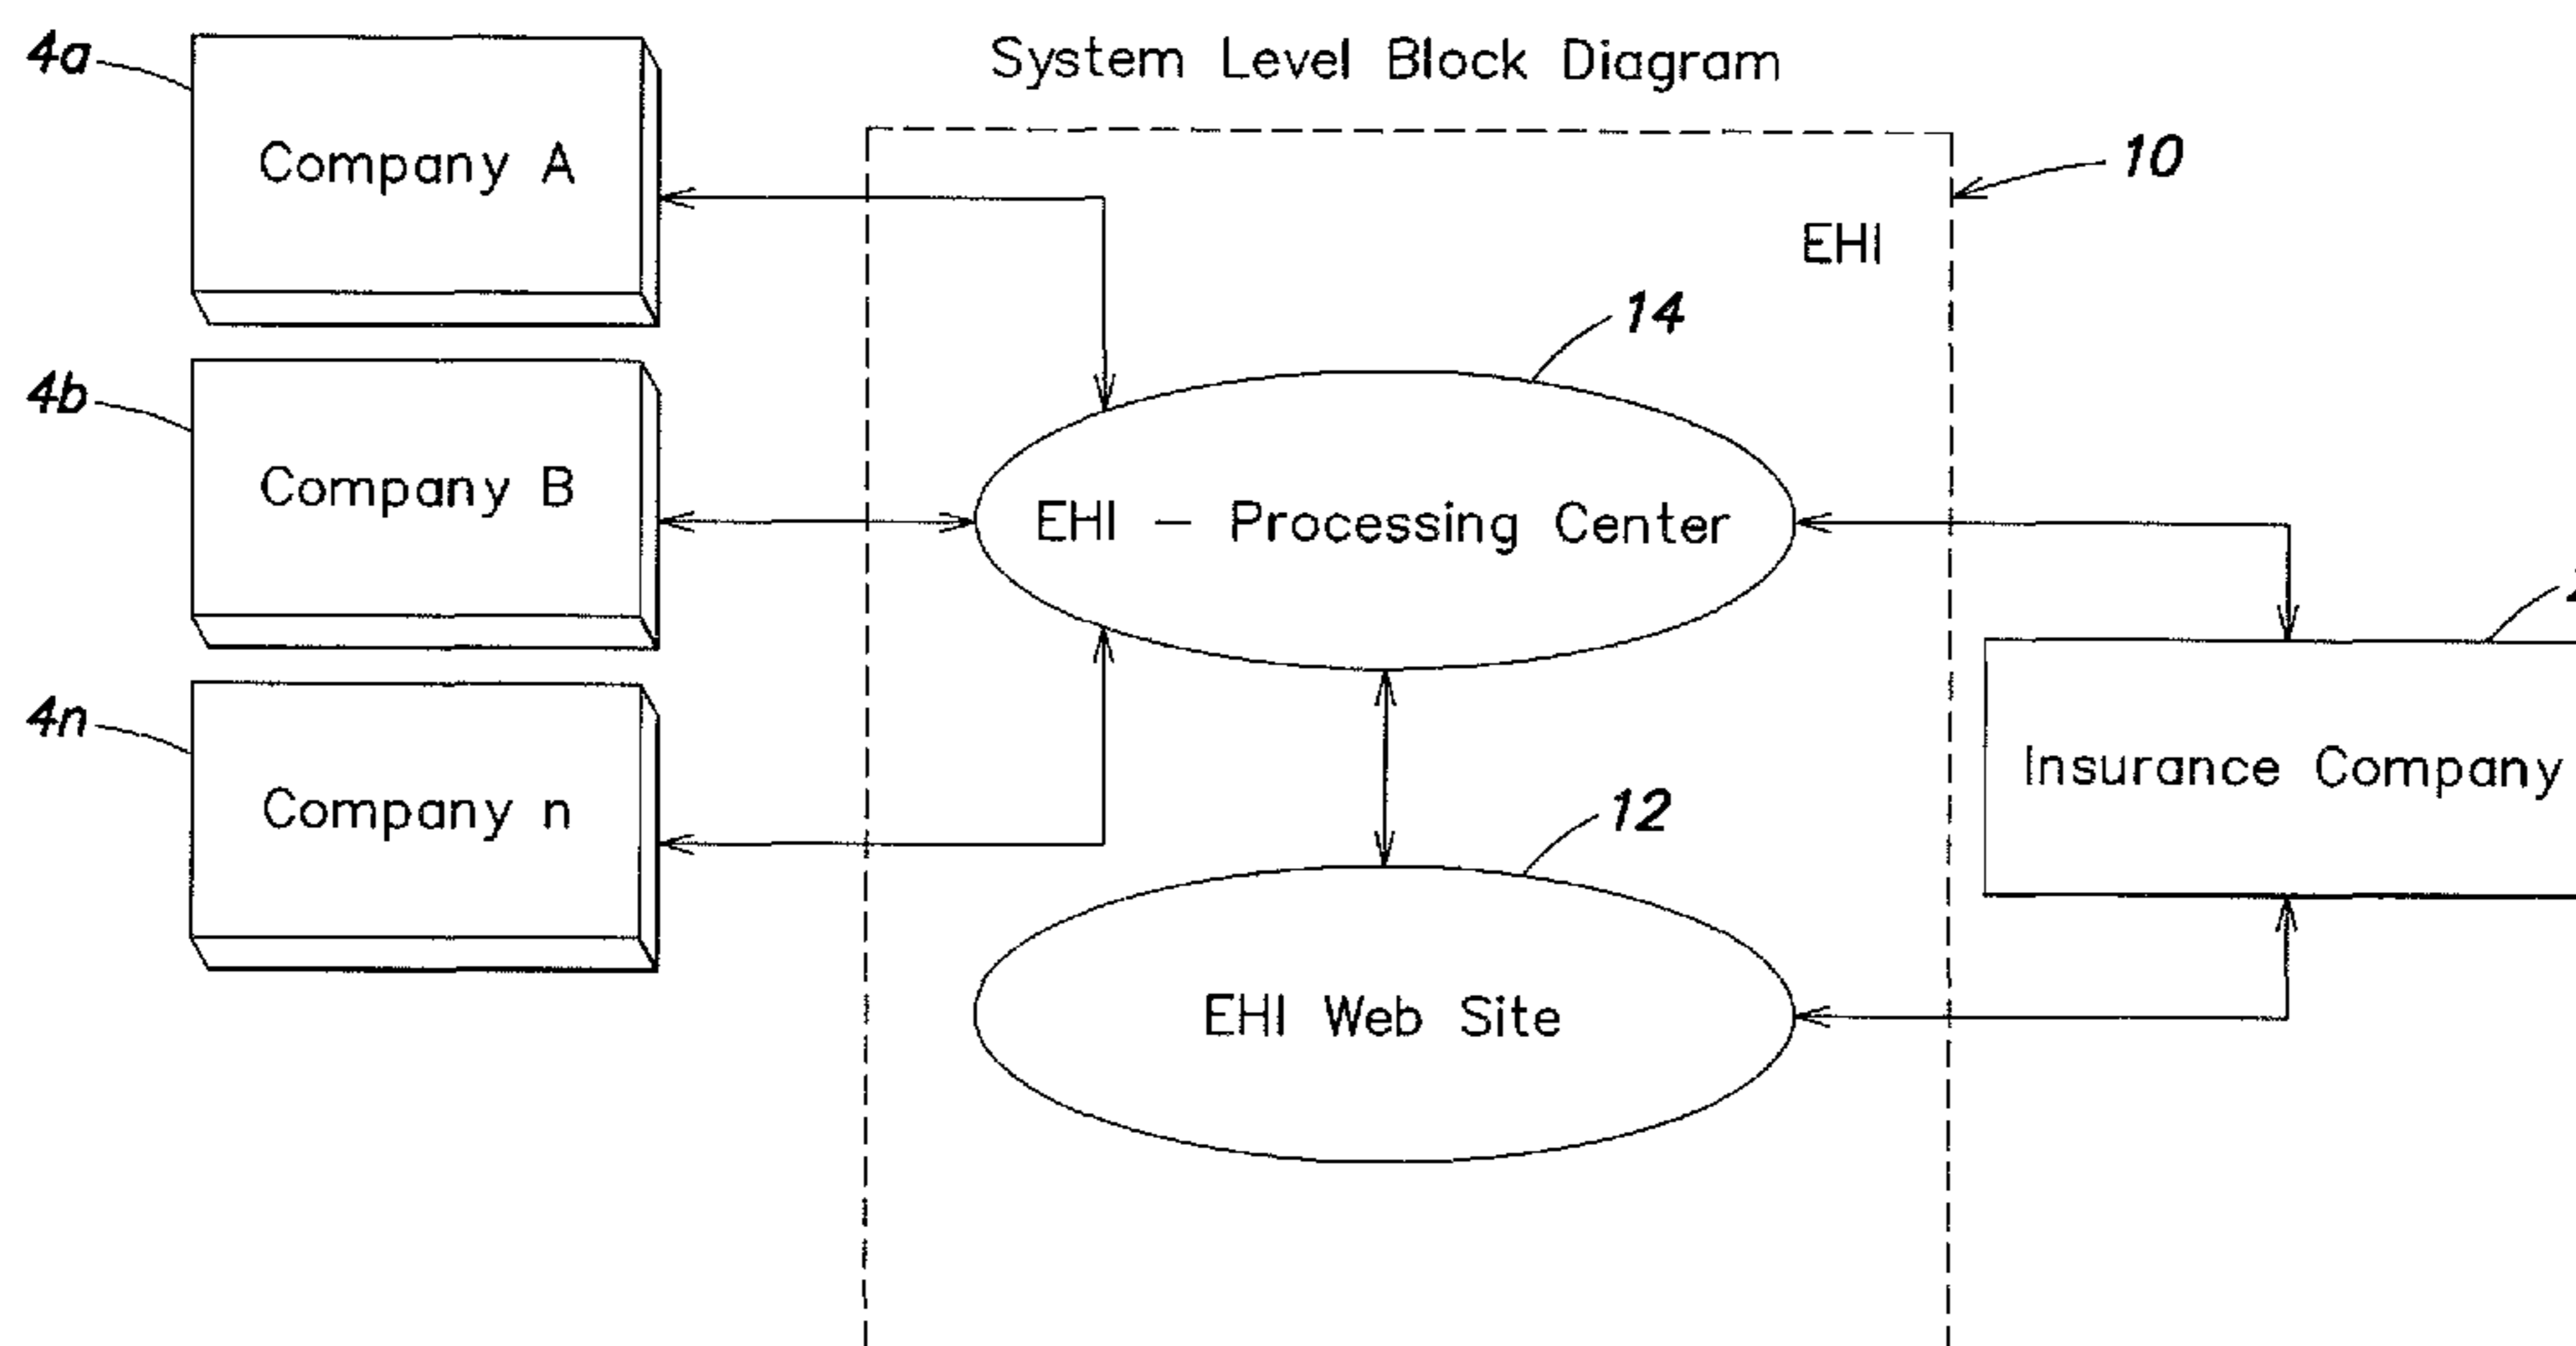 System Level Block Diagram
4a
Company A
10
EHI
14
4b
Company B
EHI – Processing Center
4n
Company n
Insurance Company
12
EHI Web Site